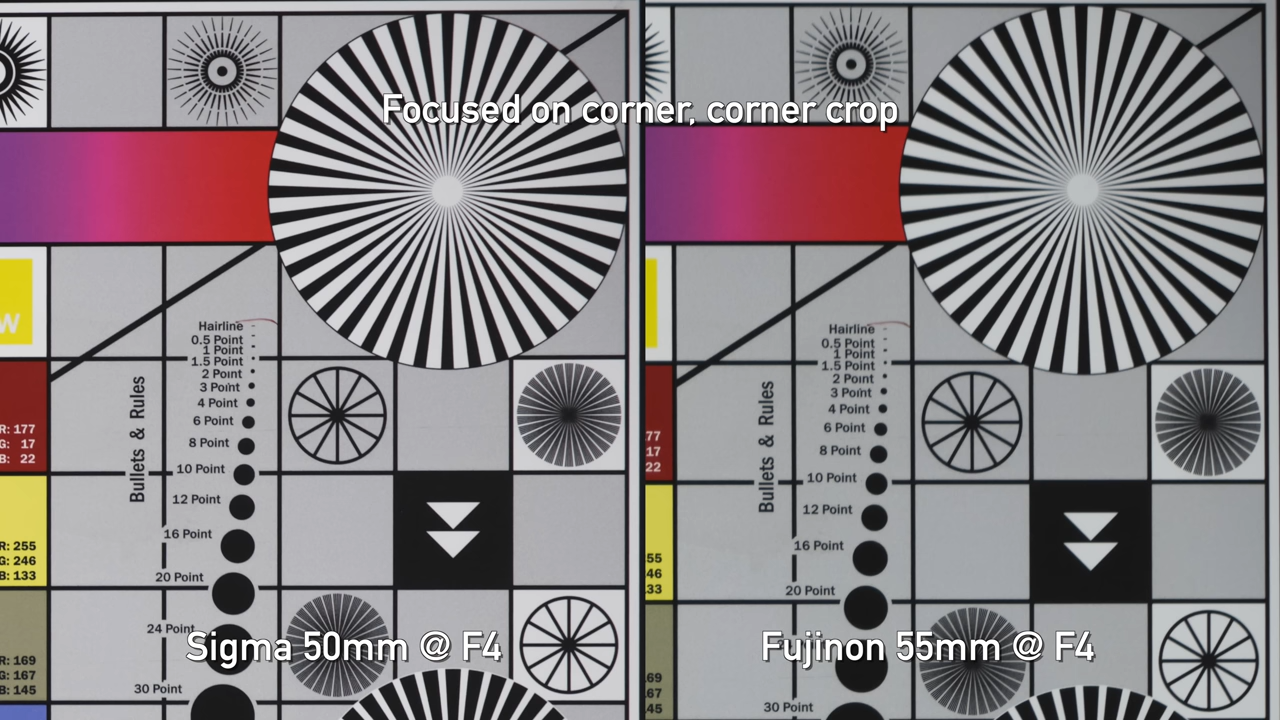 Focused on corner, corner crop
W
Hairline
0.5 Point
1 Point
1.5 Point
2 Point
3 Point
4 Point
6 Point
8 Point
10 Point
12 Point
16 Point
20 Point
24 Point
30 Point
Bullets & Rules
R: 177
G: 17
B: 22
R: 255
G: 246
B: 133
R: 169
G: 167
B: 145
Sigma 50mm @ F4
Hairline
0.5 Point
1 Point
1.5 Point
2 Point
3 Point
4 Point
6 Point
8 Point
10 Point
12 Point
16 Point
20 Point
30 Point
Bullets & Rules
77
17
22
55
46
33
69
67
45
Fujinon 55mm @ F4